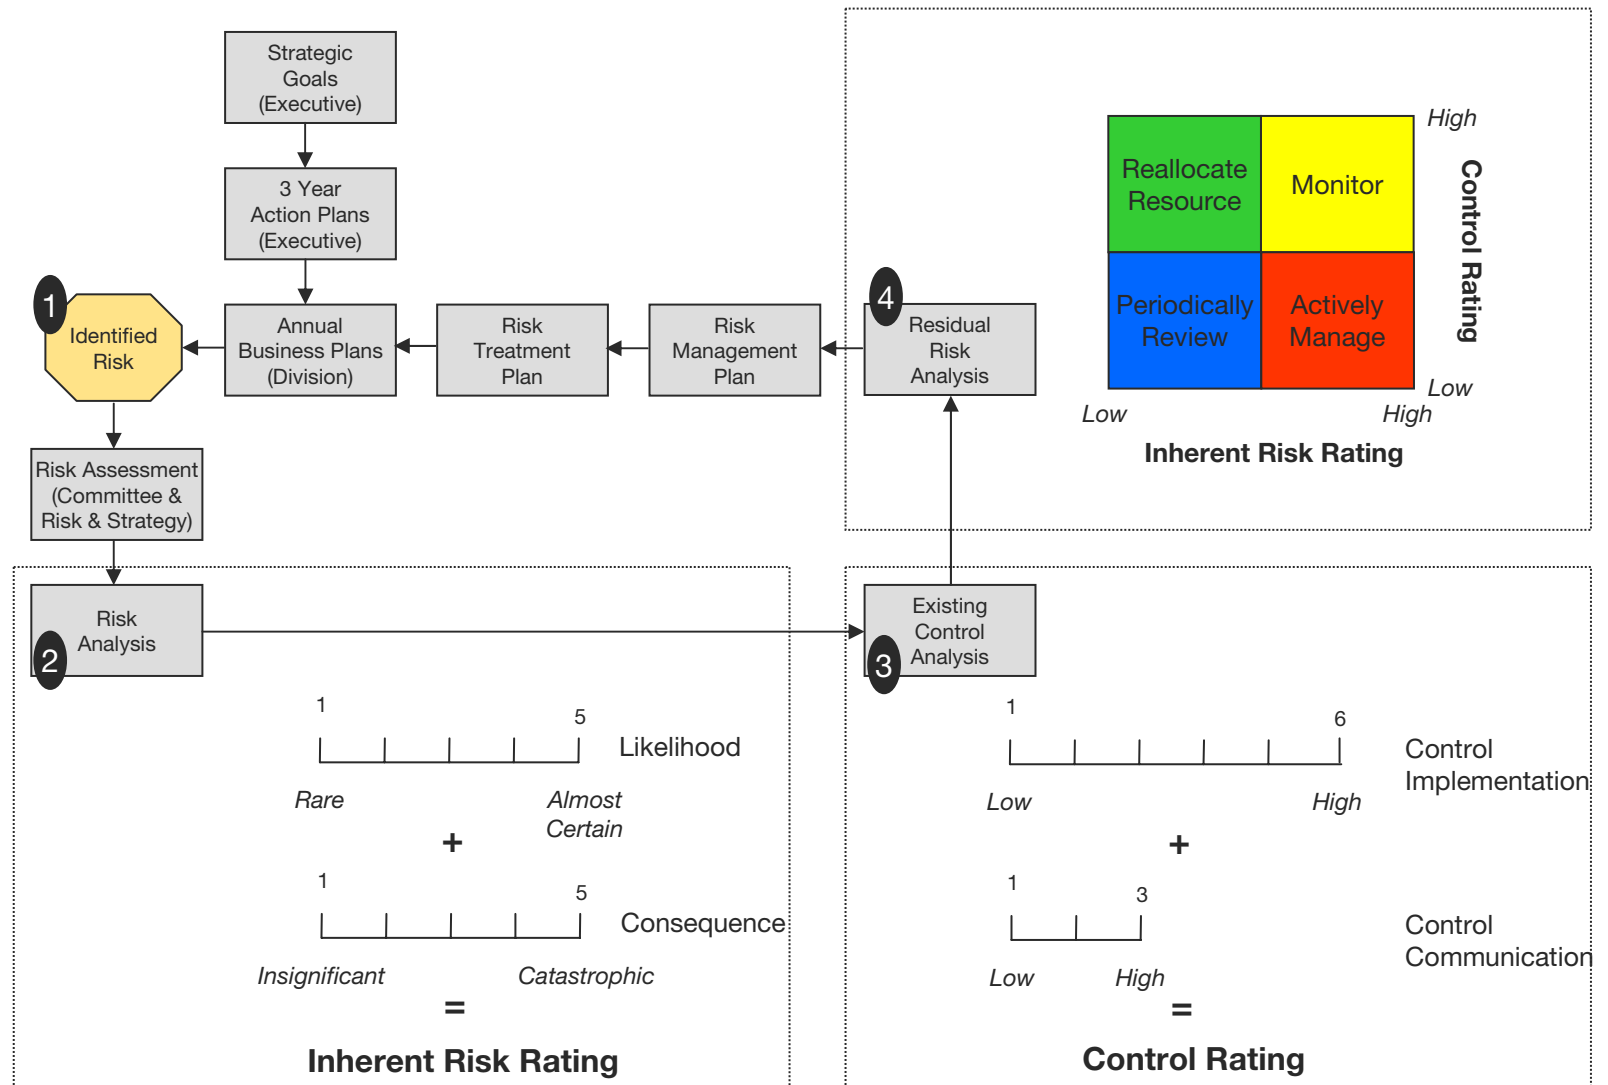 Strategic
Goals
(Executive)
3 Year
Action Plans
(Executive)
1
Identified
Risk
Annual
Business Plans
(Division)
Risk
Treatment
Plan
Risk
Management
Plan
4
Residual
Risk
Analysis
Reallocate
Resource
Monitor
Periodically
Review
Actively
Manage
High
Control Rating
Low
Low
High
Inherent Risk Rating
Risk Assessment
(Committee &
Risk & Strategy)
Risk
Analysis
2
1
5
Likelihood
Rare
Almost
Certain
+
1
5
Consequence
Insignificant
Catastrophic
=
Inherent Risk Rating
Existing
Control
Analysis
3
1
6
Control
Implementation
Low
High
+
1
3
Control
Communication
Low
High
=
Control Rating